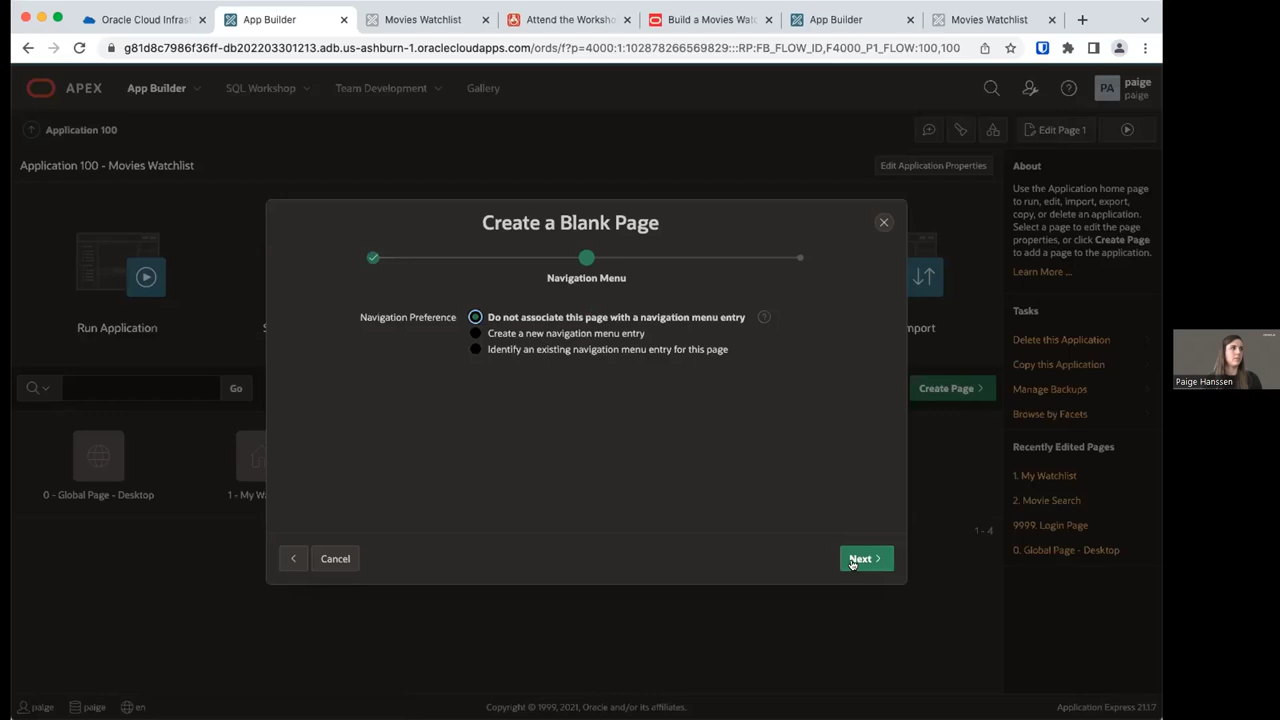 Oracle Cloud Infrast
App Builder
Movies Watchlist
Attend the Worksho
Build a Movies Watc
App Builder
Movies Watchlist
g81d8c7986f36ff-db202203301213.adb.us-ashburn-1.oraclecloudapps.com/ords/f?p=4000:1:102878266569829:::RP:FB_FLOW_ID,F4000_P1_FLOW:100,100
APEX
App Builder
SQL Workshop
Team Development
Gallery
PA
paige
paige
Application 100
Edit Page 1
Application 100 - Movies Watchlist
Edit Application Properties
About
Use the Application home page
to run, edit, import, export,
copy, or delete an application.
Select a page to edit the page
properties, or click Create Page
to add a page to the application.
Learn More ...
Create a Blank Page
Navigation Menu
Navigation Preference
Do not associate this page with a navigation menu entry
Create a new navigation menu entry
Identify an existing navigation menu entry for this page
Run Application
S
port
Tasks
Delete this Application
Copy this Application
Manage Backups
Browse by Facets
Go
Create Page
Recently Edited Pages
1. My Watchlist
2. Movie Search
9999. Login Page
0. Global Page - Desktop
0 - Global Page - Desktop
1 - My Wa
1 - 4
Cancel
Next
Paige Hanssen
paige
paige
en
Copyright © 1999, 2021, Oracle and/or its affiliates.
Application Express 21.1.7